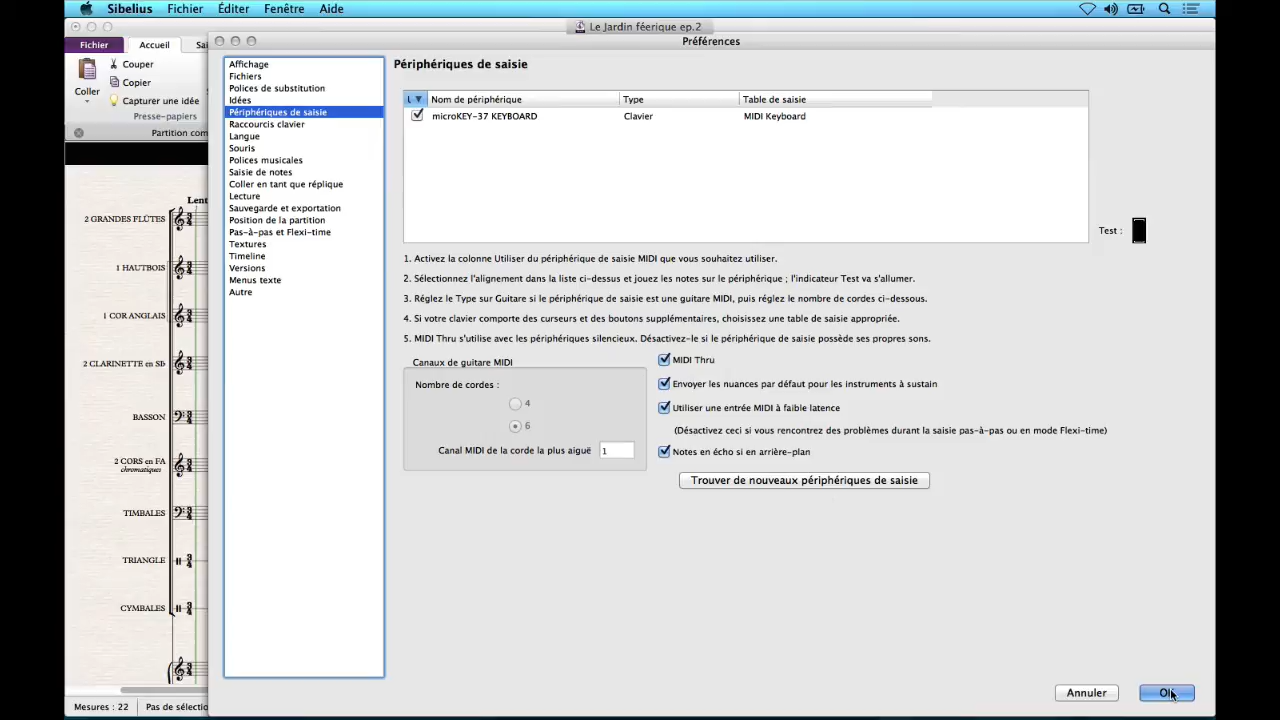 Sibelius Fichier Éditer Fenêtre Aide
Le Jardin féerique ep.2
Préférences
Fichier Accueil
Couper
Copier
Coller
Capturer une idée
Presse-papiers
Mesures : 22
2 GRANDES FLÛTES
1 HAUTBOIS
1 COR ANGLAIS
2 CLARINETTE en Sib
BASSON
2 CORS en FA
chromatiques
TIMBALES
TRIANGLE
CYMBALES
Affichage
Fichiers
Polices de substitution
Idées
Périphériques de saisie
Raccourcis clavier
Langue
Souris
Polices musicales
Saisie de notes
Coller en tant que réplique
Lecture
Sauvegarde et exportation
Position de la partition
Pas-à-pas et Flexi-time
Textures
Timeline
Versions
Menus texte
Autre
Périphériques de saisie
Nom de périphérique Type Table de saisie
microKEY-37 KEYBOARD Clavier MIDI Keyboard
Test :
1. Activez la colonne Utiliser du périphérique de saisie MIDI que vous souhaitez utiliser.
2. Sélectionnez l'alignement dans la liste ci-dessus et jouez les notes sur le périphérique ; l'indicateur Test va s'allumer.
3. Réglez le Type sur Guitare si le périphérique de saisie est une guitare MIDI, puis réglez le nombre de cordes ci-dessous.
4. Si votre clavier comporte des curseurs et des boutons supplémentaires, choisissez une table de saisie appropriée.
5. MIDI Thru s'utilise avec les périphériques silencieux. Désactivez-le si le périphérique de saisie possède ses propres sons.
Canaux de guitare MIDI
Nombre de cordes :
4
6
Canal MIDI de la corde la plus aiguë 1
MIDI Thru
Envoyer les nuances par défaut pour les instruments à sustain
Utiliser une entrée MIDI à faible latence
(Désactivez ceci si vous rencontrez des problèmes durant la saisie pas-à-pas ou en mode Flexi-time)
Notes en écho si en arrière-plan
Trouver de nouveaux périphériques de saisie
Annuler